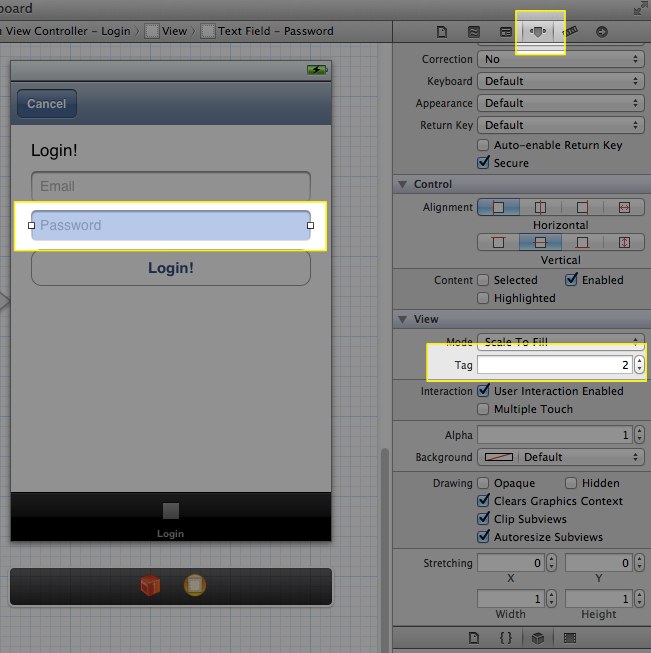 board
n View Controller – Login 〉 View 〉 Text Field – Password
Cancel
Login!
Email
Password
Login!
Login
Correction No
Keyboard Default
Appearance Default
Return Key Default
Auto-enable Return Key
Secure
Control
Alignment
Horizontal
Vertical
Content Selected Enabled
Highlighted
View
Mode Scale To Fill
Tag 2
Interaction User Interaction Enabled
Multiple Touch
Alpha 1
Background Default
Drawing Opaque Hidden
Clears Graphics Context
Clip Subviews
Autoresize Subviews
Stretching 0 0
X Y
1 1
Width Height